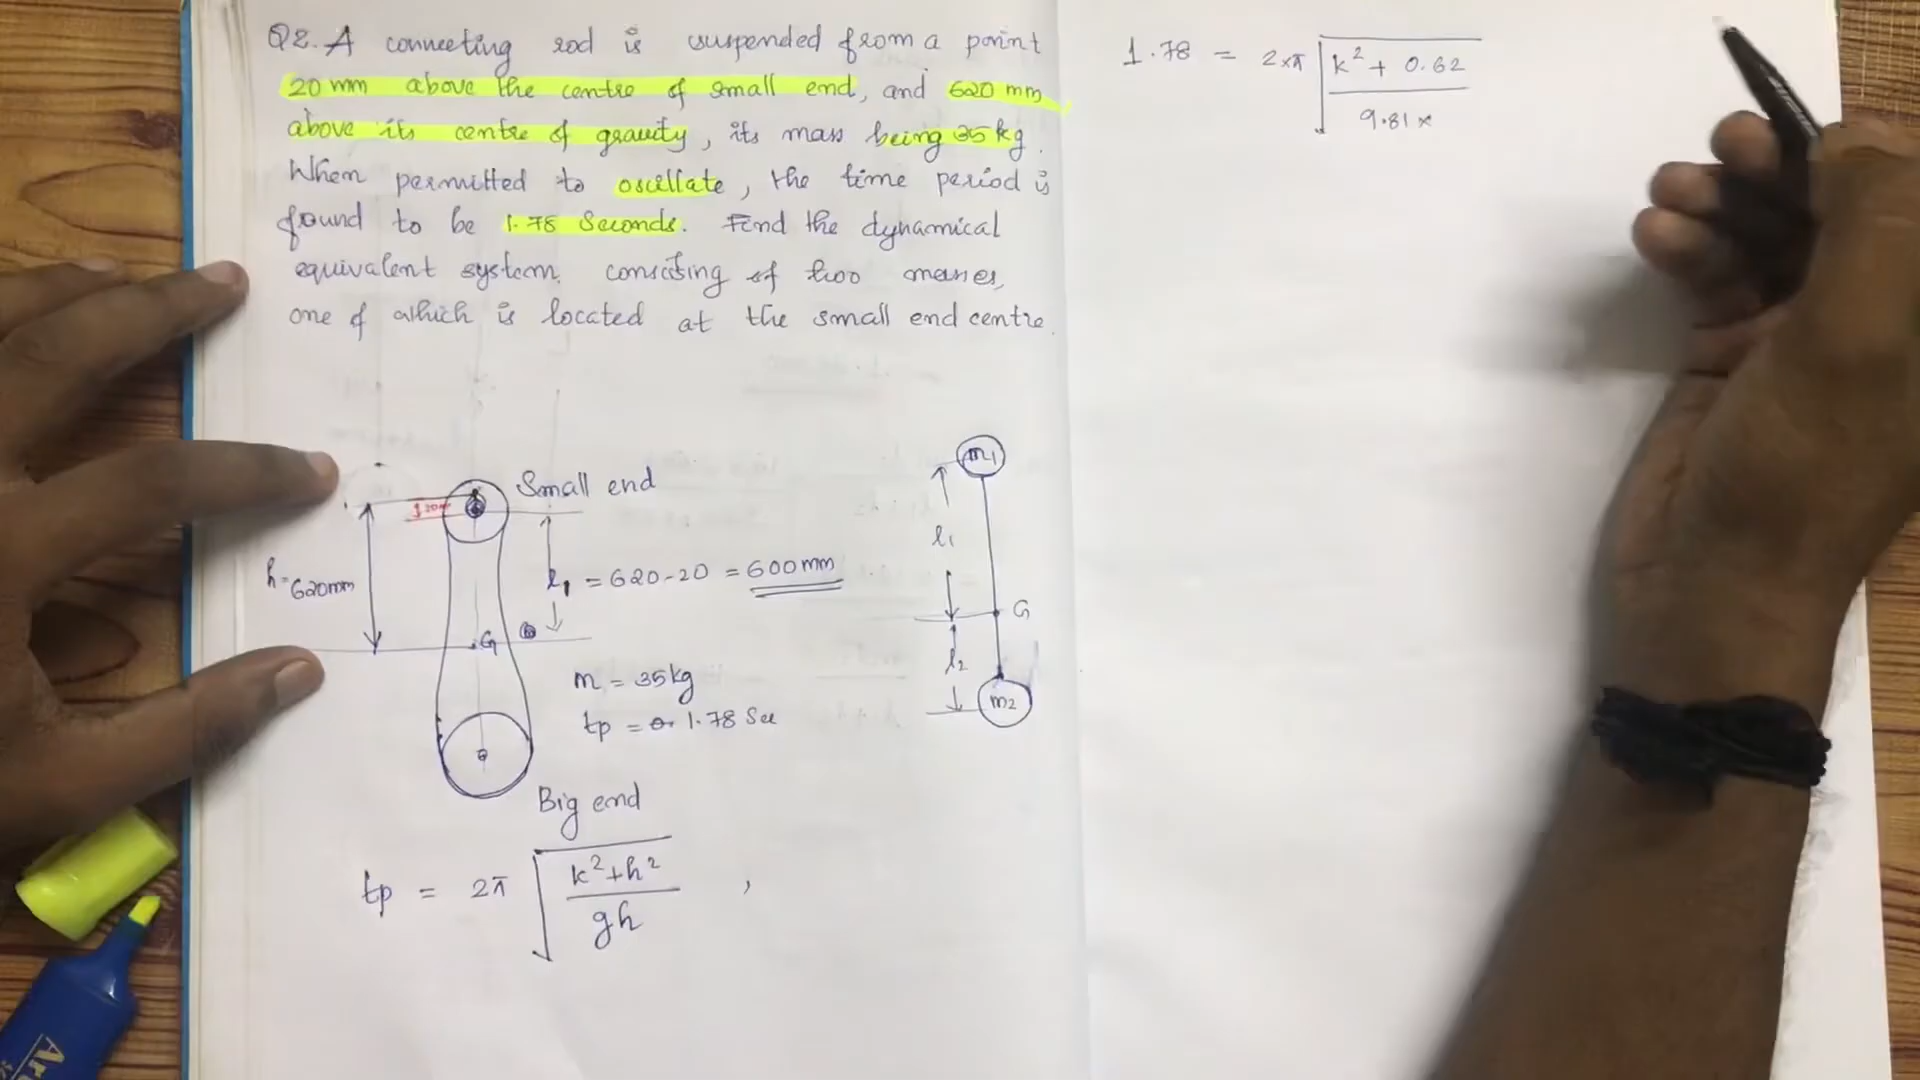 Q2. A connecting rod is suspended from a point
20 mm above the centre of small end, and 620 mm
above its centre of gravity, its mass being 35 kg.
When permitted to oscillate, the time period is
found to be 1.78 Seconds. Find the dynamical
equivalent system consisting of two masses,
one of which is located at the small end centre.
Small end
h = 620mm
l1 = 620-20 = 600mm
G
m = 35kg
tp = 1.78 Sec
Big end
tp = 2π √(k²+h² / gh) ,
m1
l1
G
l2
m2
1.78 = 2×π √(k² + 0.62 / 9.81×